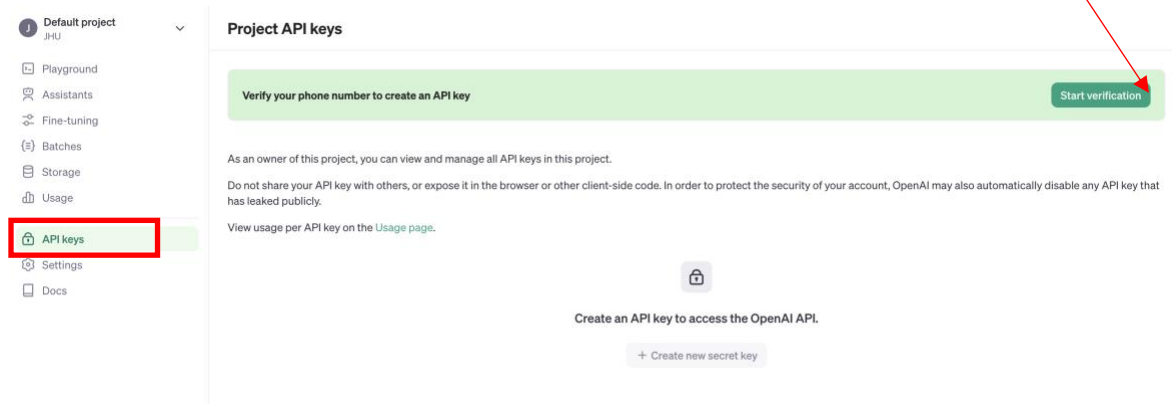 J
Default project
JHU
Playground
Assistants
Fine-tuning
Batches
Storage
Usage
API keys
Settings
Docs
Project API keys
Verify your phone number to create an API key
Start verification
As an owner of this project, you can view and manage all API keys in this project.
Do not share your API key with others, or expose it in the browser or other client-side code. In order to protect the security of your account, OpenAI may also automatically disable any API key that
has leaked publicly.
View usage per API key on the Usage page.
Create an API key to access the OpenAI API.
+ Create new secret key